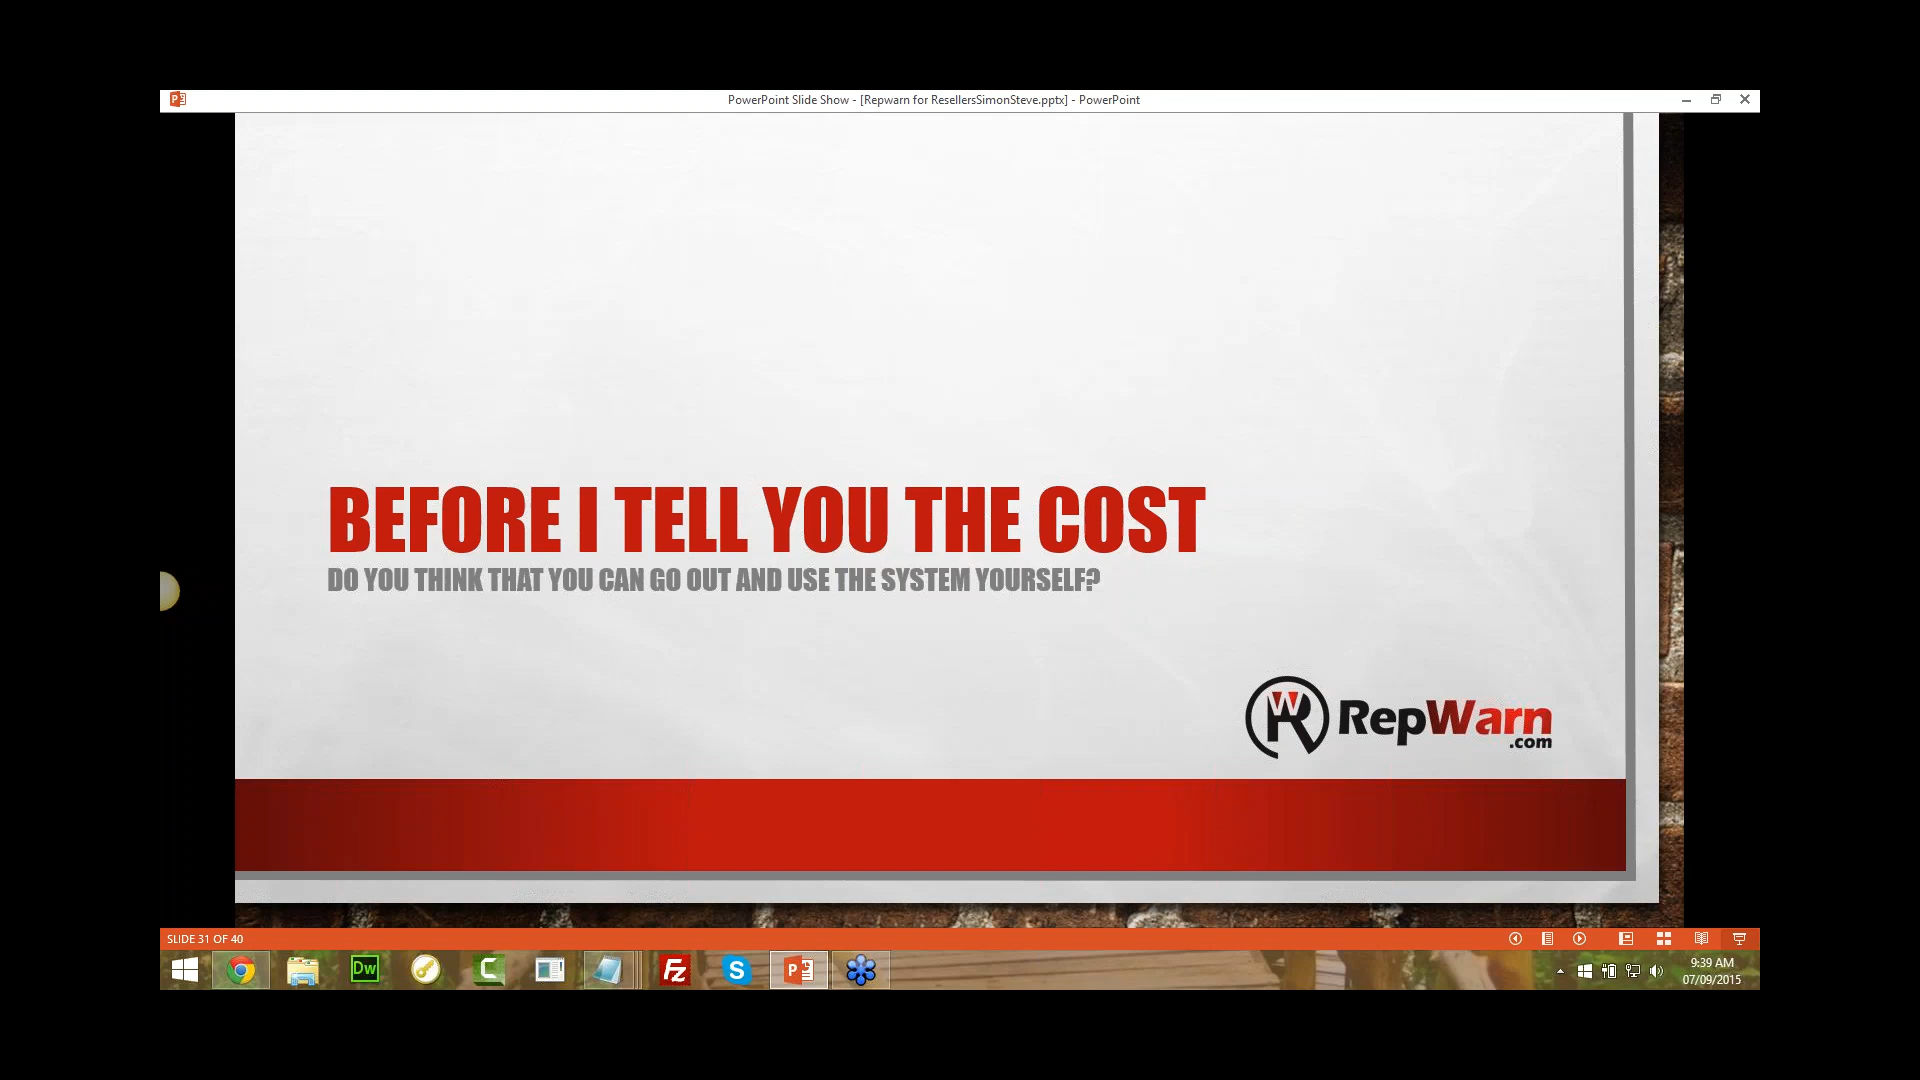 PowerPoint Slide Show - [Repwarn for ResellersSimonSteve.pptx] - PowerPoint
BEFORE I TELL YOU THE COST
DO YOU THINK THAT YOU CAN GO OUT AND USE THE SYSTEM YOURSELF?
RepWarn
.com
SLIDE 31 OF 40
Dw
9:39 AM
07/09/2015